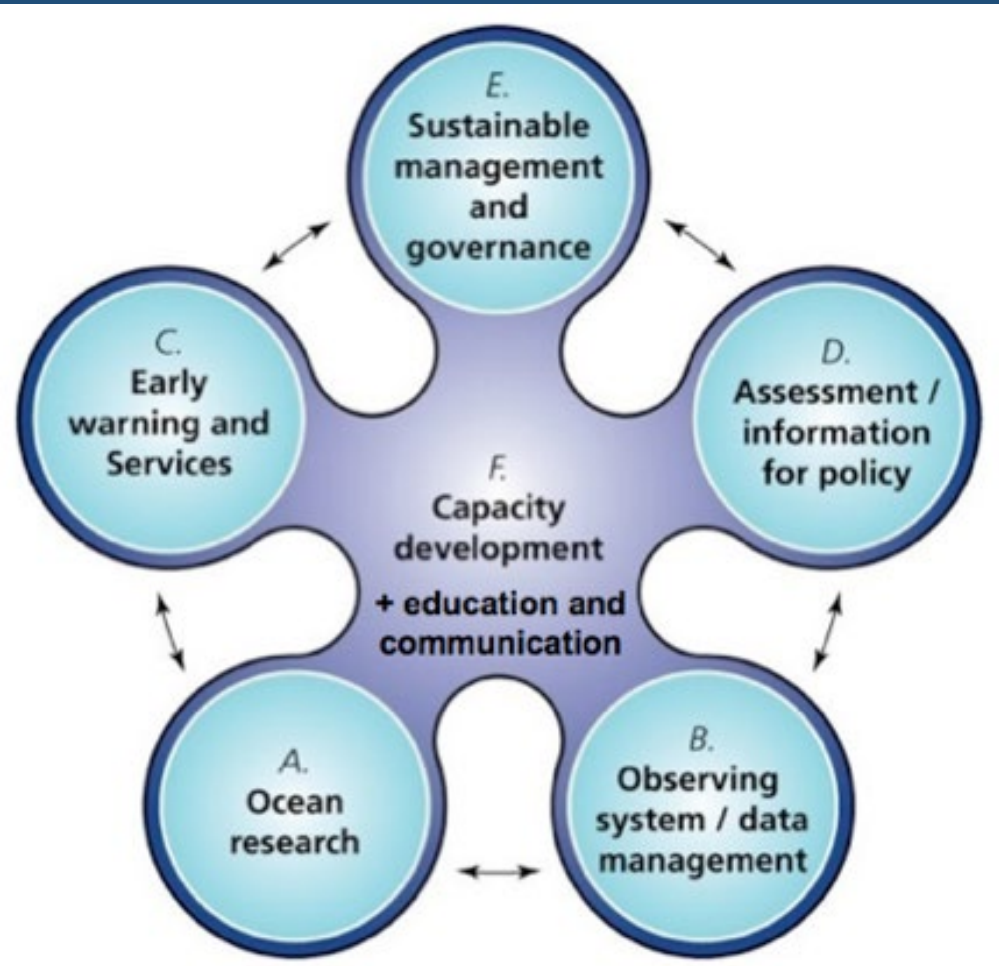 E.
Sustainable
management
and
governance
C.
Early
warning and
Services
D.
Assessment /
information
for policy
F.
Capacity
development
+ education and
communication
A.
Ocean
research
B.
Observing
system / data
management